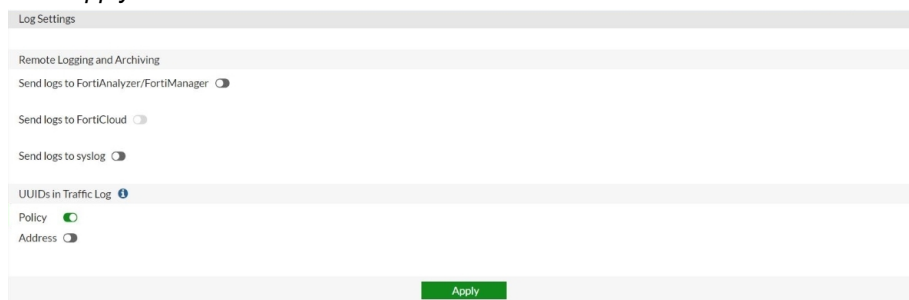 Log Settings
Remote Logging and Archiving
Send logs to FortiAnalyzer/FortiManager
Send logs to FortiCloud
Send logs to syslog
UUIDs in Traffic Log
Policy
Address
Apply